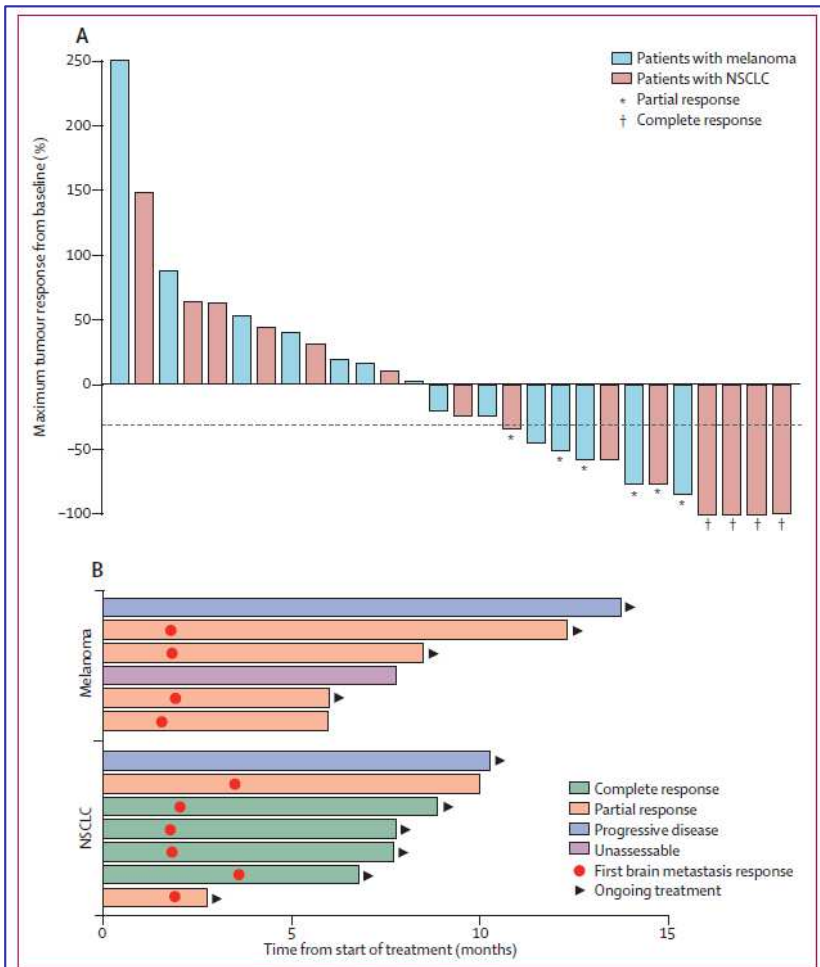 A
Maximum tumour response from baseline (%)
250
200
150
100
50
0
−50
−100
Patients with melanoma
Patients with NSCLC
* Partial response
† Complete response
* * * * * * † † † †
B
Melanoma
NSCLC
Complete response
Partial response
Progressive disease
Unassessable
First brain metastasis response
Ongoing treatment
0 5 10 15
Time from start of treatment (months)